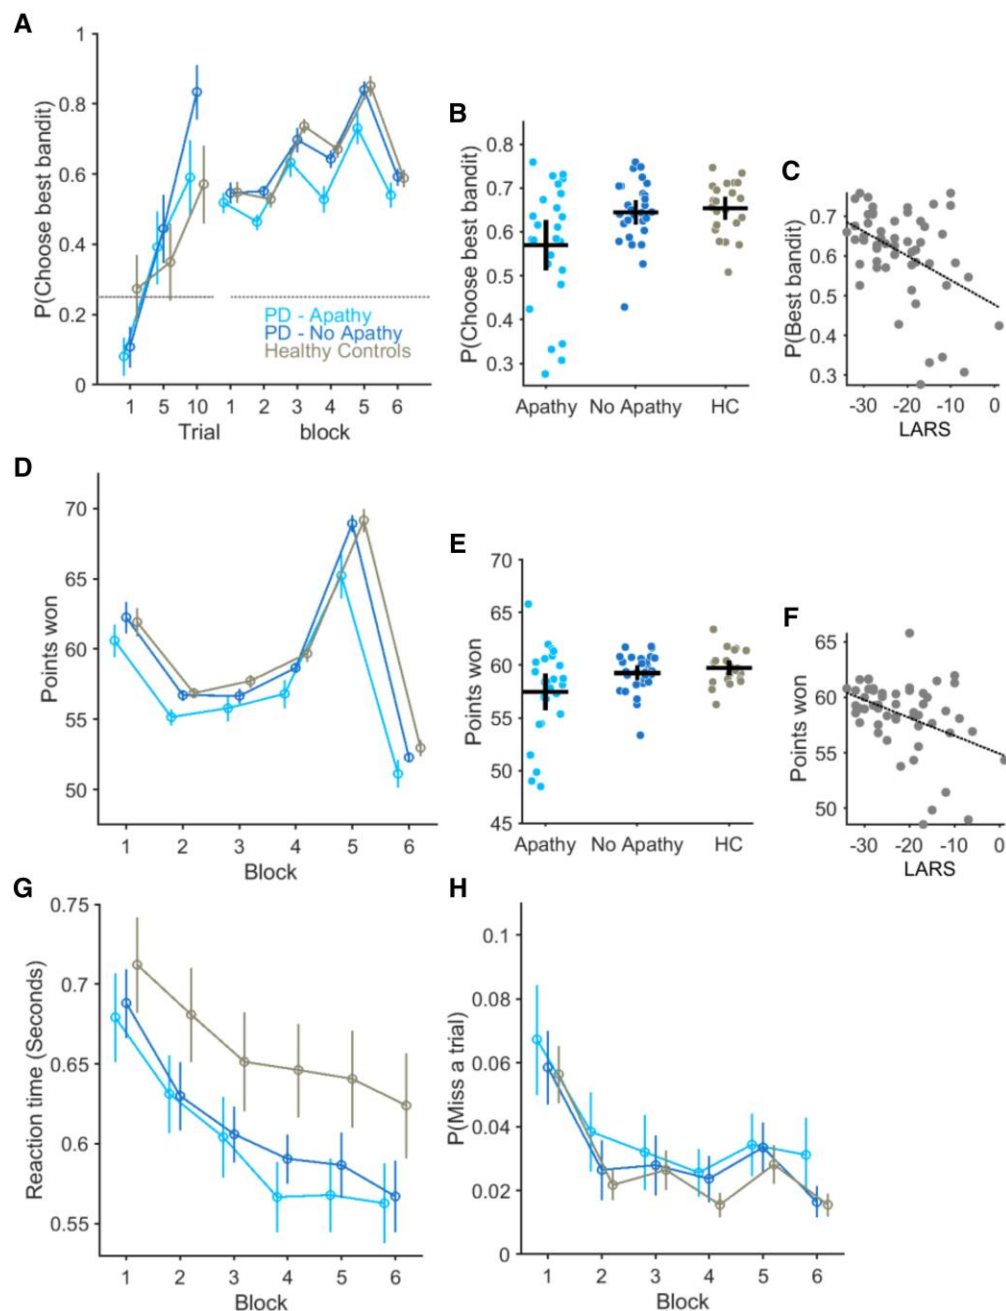 A
P(Choose best bandit)
1
0.8
0.6
0.4
0.2
0
PD - Apathy
PD - No Apathy
Healthy Controls
1 5 10 1 2 3 4 5 6
Trial block
B
P(Choose best bandit)
0.8
0.7
0.6
0.5
0.4
0.3
Apathy No Apathy HC
C
P(Best bandit)
0.7
0.6
0.5
0.4
0.3
-30 -20 -10 0
LARS
D
Points won
70
65
60
55
50
1 2 3 4 5 6
Block
E
Points won
70
65
60
55
50
45
Apathy No Apathy HC
F
Points won
65
60
55
50
-30 -20 -10 0
LARS
G
Reaction time (Seconds)
0.75
0.7
0.65
0.6
0.55
1 2 3 4 5 6
Block
H
P(Miss a trial)
0.1
0.08
0.06
0.04
0.02
0
1 2 3 4 5 6
Block